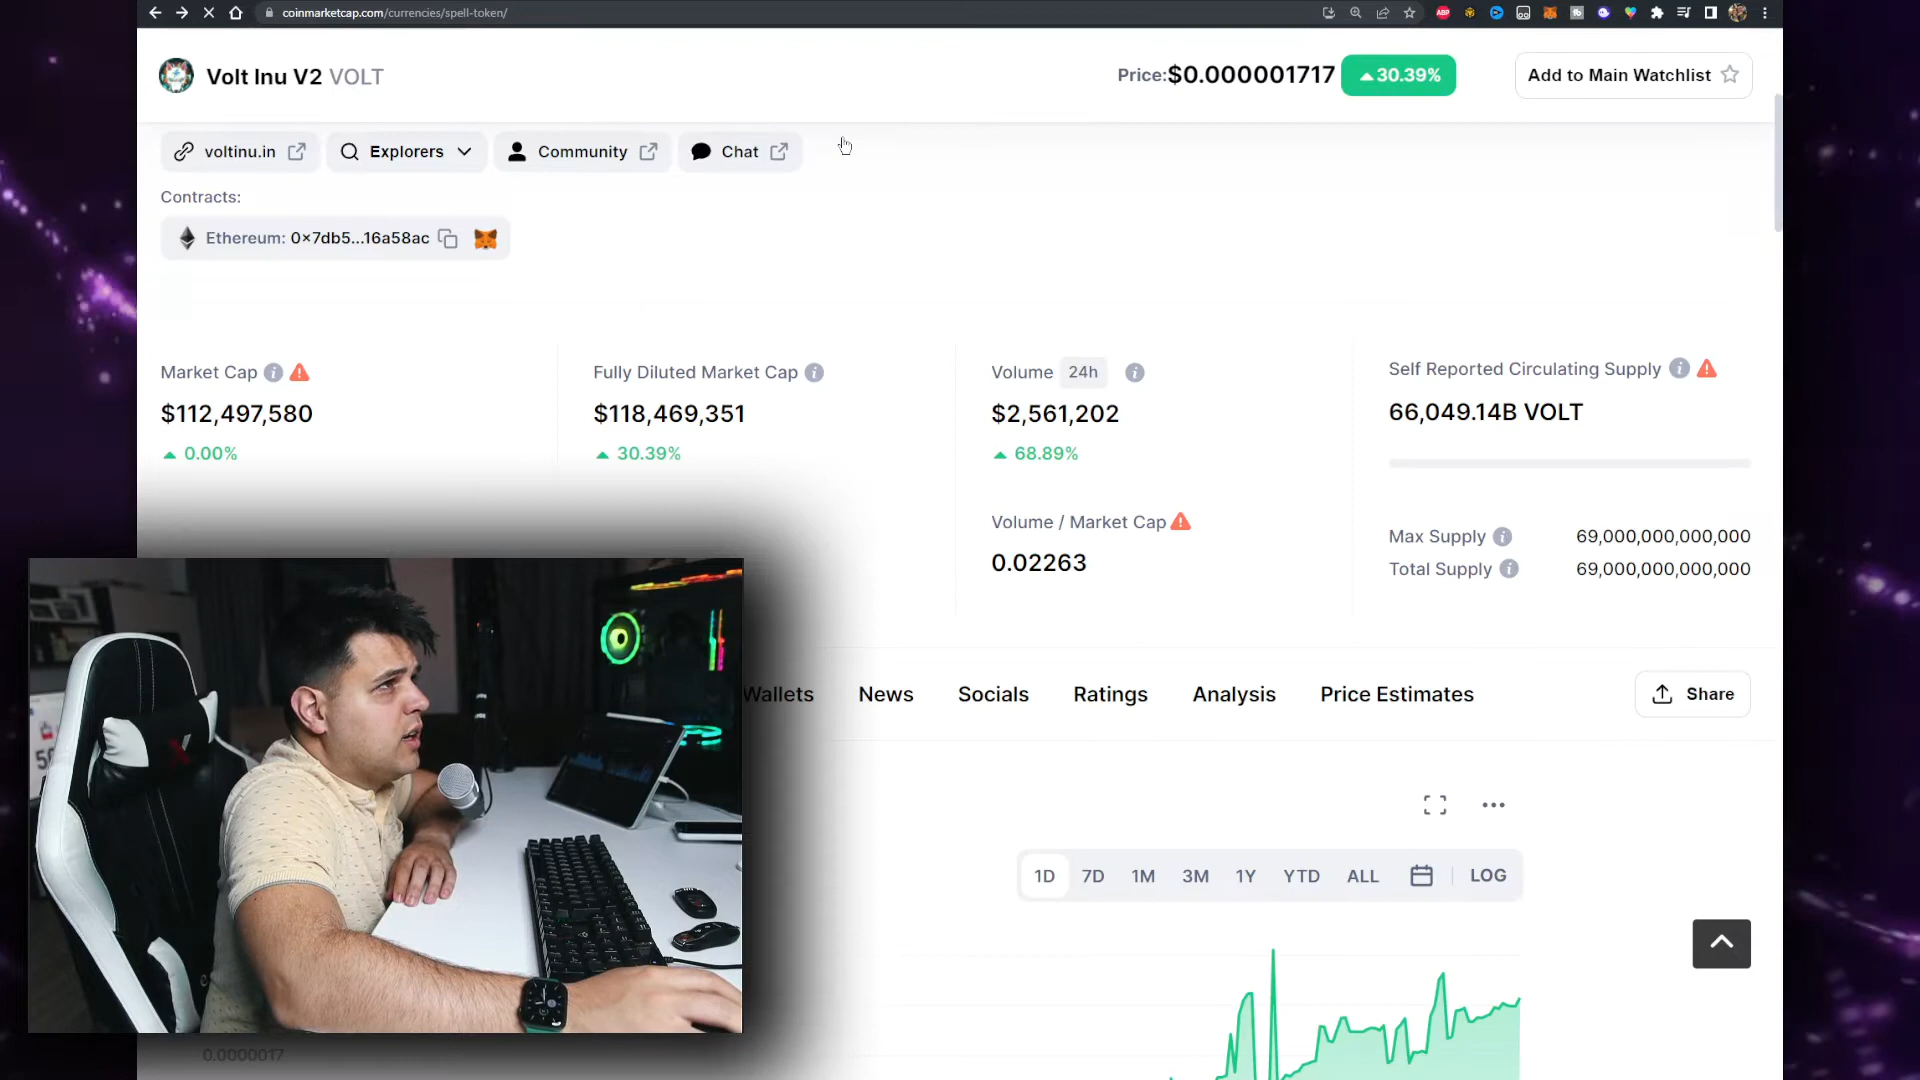 coinmarketcap.com/currencies/spell-token/
ABP
Volt Inu V2 VOLT
Price:$0.000001717
30.39%
Add to Main Watchlist
voltinu.in
Explorers
Community
Chat
Contracts:
Ethereum: 0x7db5...16a58ac
Market Cap
$112,497,580
0.00%
Fully Diluted Market Cap
$118,469,351
30.39%
Volume 24h
$2,561,202
68.89%
Volume / Market Cap
0.02263
Self Reported Circulating Supply
66,049.14B VOLT
Max Supply 69,000,000,000,000
Total Supply 69,000,000,000,000
Wallets News Socials Ratings Analysis Price Estimates
Share
1D 7D 1M 3M 1Y YTD ALL LOG
0.0000017